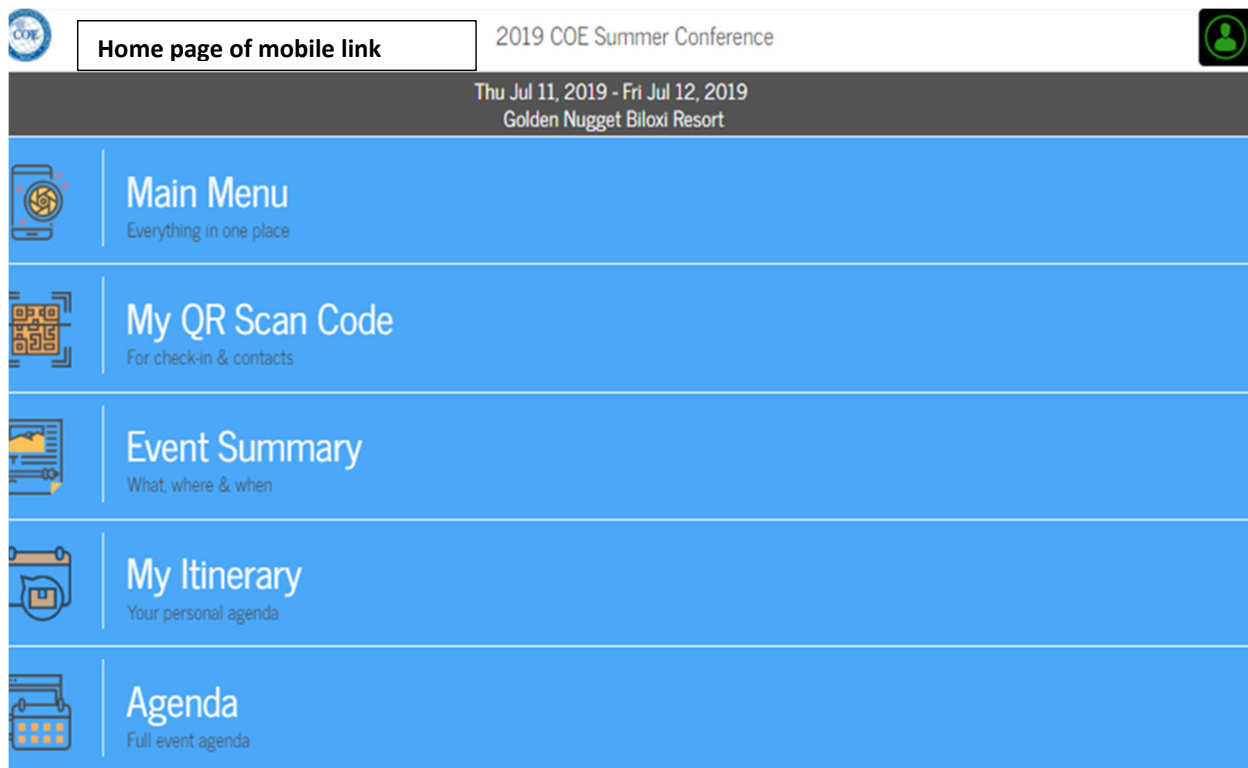 COE
Home page of mobile link
2019 COE Summer Conference
Thu Jul 11, 2019 - Fri Jul 12, 2019
Golden Nugget Biloxi Resort
Main Menu
Everything in one place
My QR Scan Code
For check-in & contacts
Event Summary
What, where & when
My Itinerary
Your personal agenda
Agenda
Full event agenda